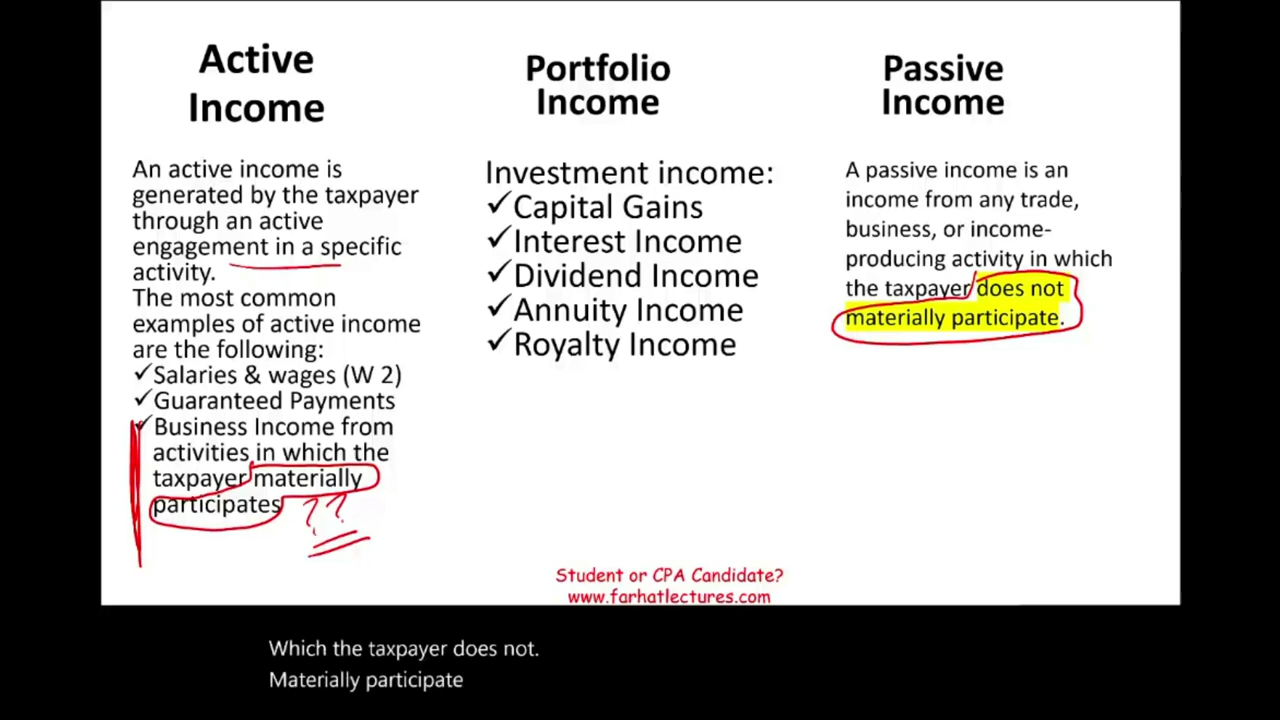 Active
Income
An active income is
generated by the taxpayer
through an active
engagement in a specific
activity.
The most common
examples of active income
are the following:
✓Salaries & wages (W 2)
✓Guaranteed Payments
✓Business Income from
activities in which the
taxpayer materially
participates
??
Portfolio
Income
Investment income:
✓Capital Gains
✓Interest Income
✓Dividend Income
✓Annuity Income
✓Royalty Income
Passive
Income
A passive income is an
income from any trade,
business, or income-
producing activity in which
the taxpayer does not
materially participate.
Student or CPA Candidate?
www.farhatlectures.com
Which the taxpayer does not.
Materially participate